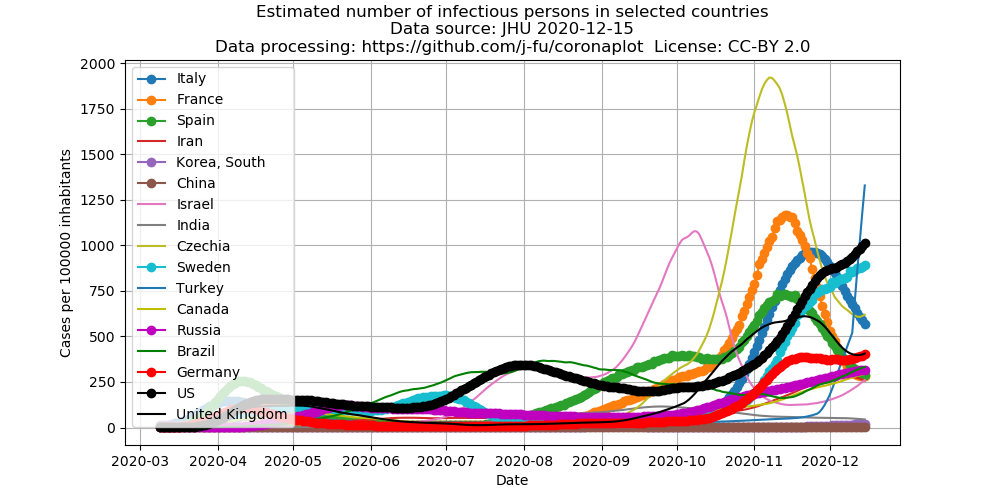 Estimated number of infectious persons in selected countries
Data source: JHU 2020-12-15
Data processing: https://github.com/j-fu/coronaplot  License: CC-BY 2.0
Cases per 100000 inhabitants
2000
1750
1500
1250
1000
750
500
250
0
Italy
France
Spain
Iran
Korea, South
China
Israel
India
Czechia
Sweden
Turkey
Canada
Russia
Brazil
Germany
US
United Kingdom
2020-03
2020-04
2020-05
2020-06
2020-07
2020-08
2020-09
2020-10
2020-11
2020-12
Date